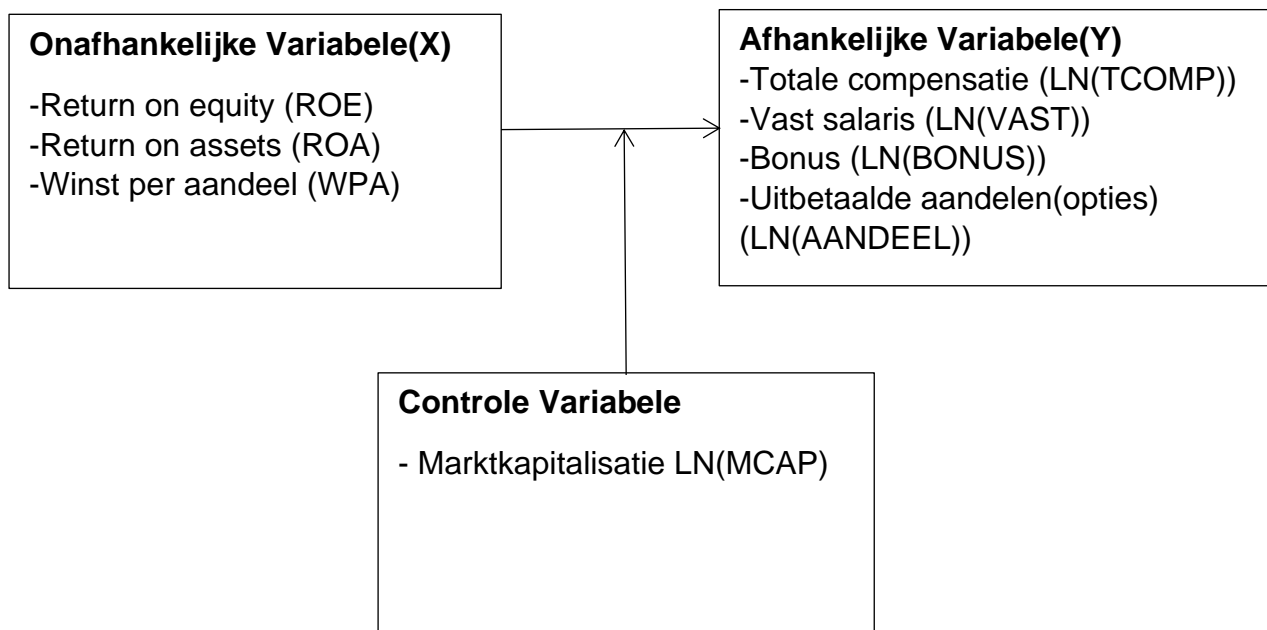 Onafhankelijke Variabele(X)
-Return on equity (ROE)
-Return on assets (ROA)
-Winst per aandeel (WPA)
Afhankelijke Variabele(Y)
-Totale compensatie (LN(TCOMP))
-Vast salaris (LN(VAST))
-Bonus (LN(BONUS))
-Uitbetaalde aandelen(opties)
(LN(AANDEEL))
Controle Variabele
- Marktkapitalisatie LN(MCAP)